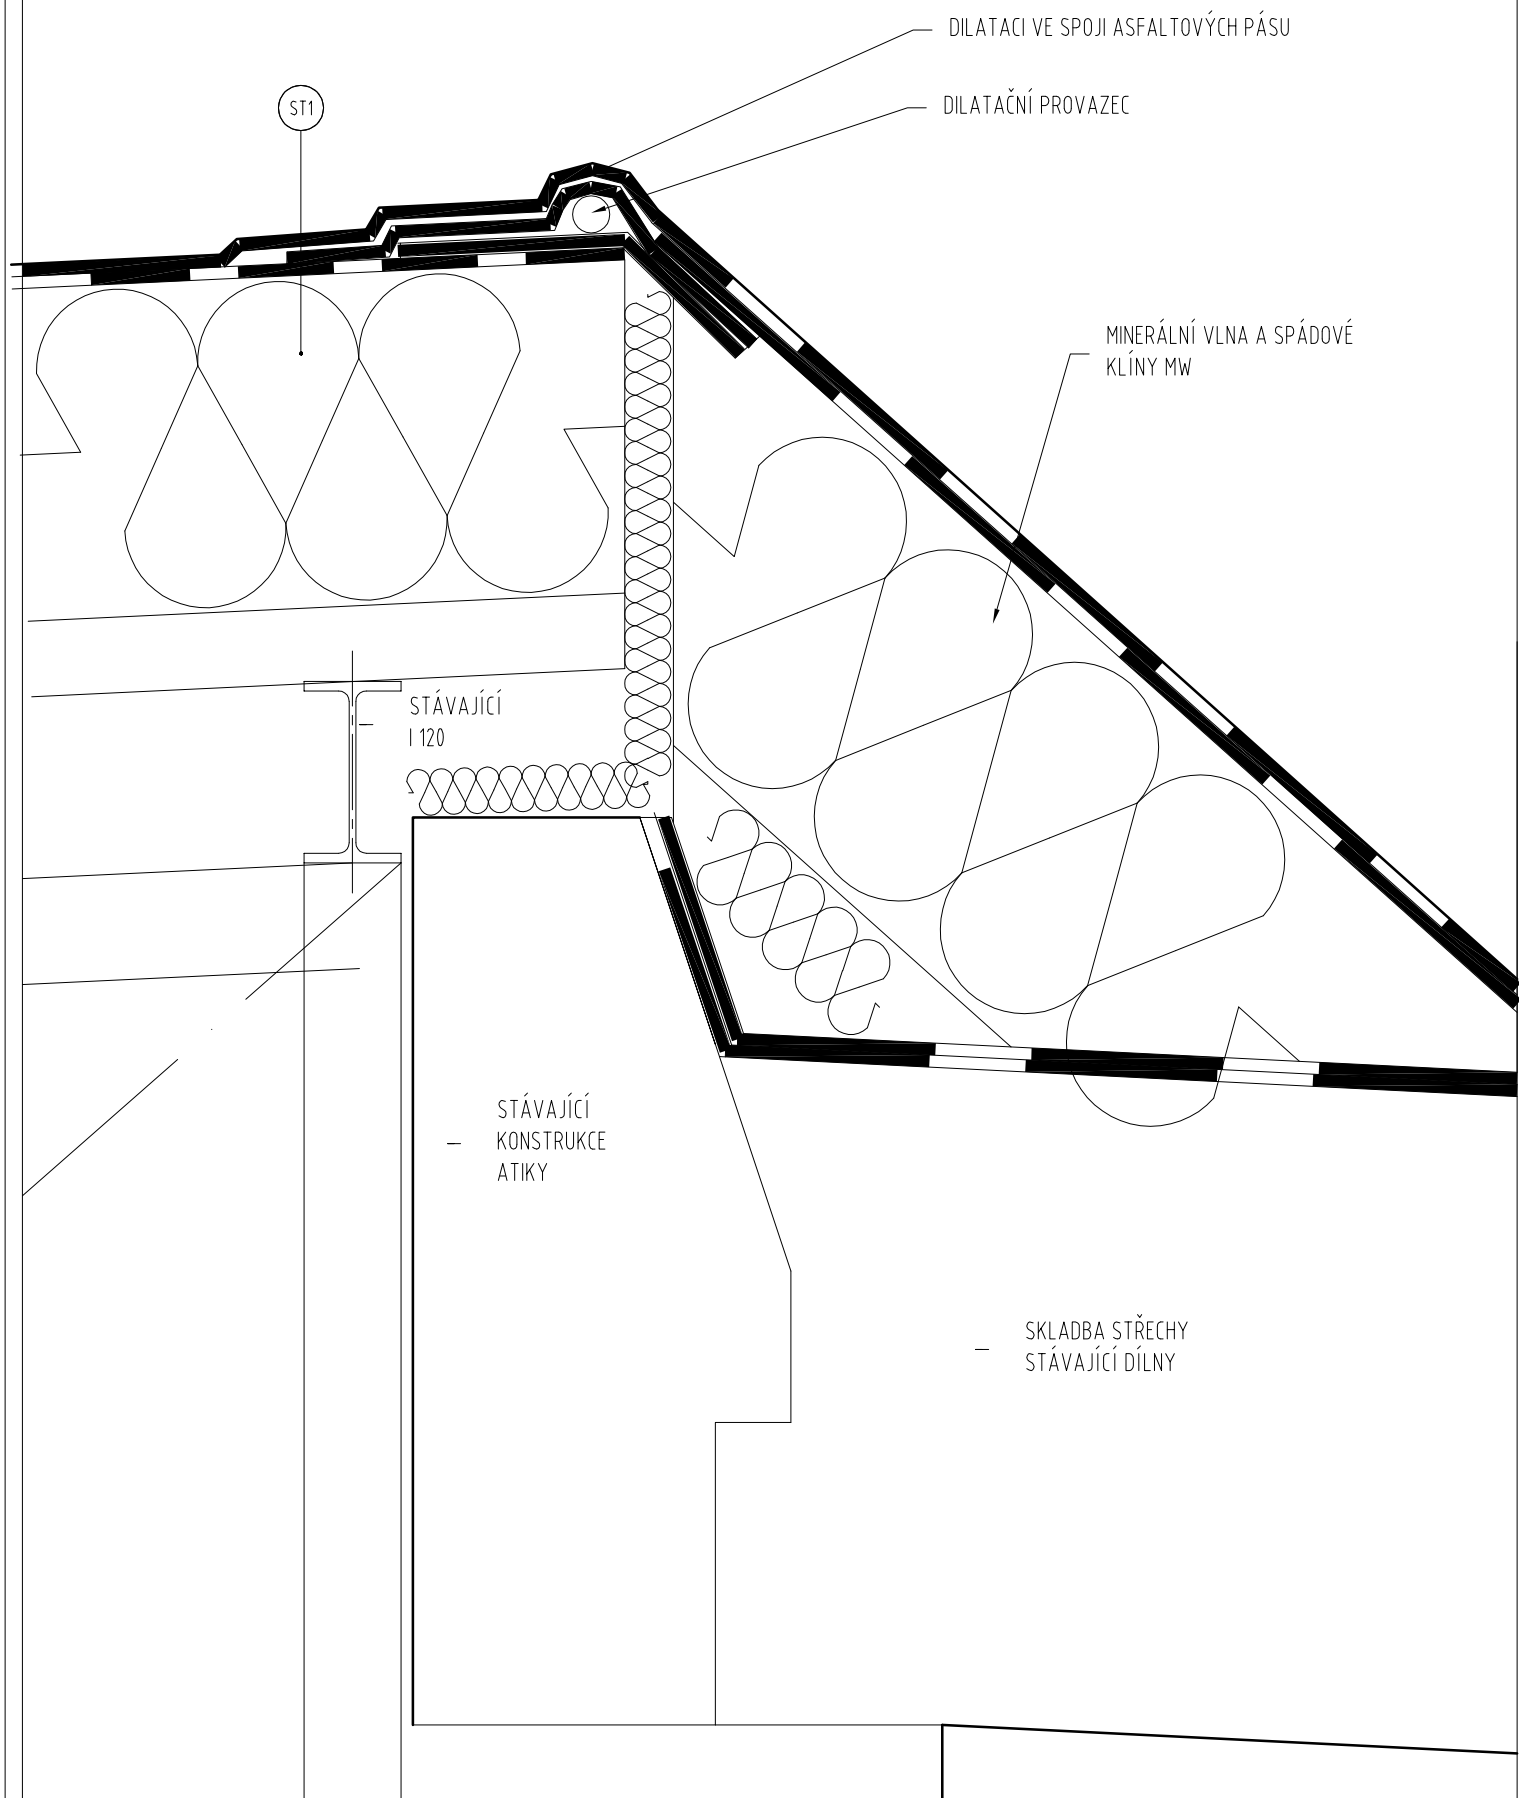 DILATACI VE SPOJI ASFALTOVÝCH PÁSU
ST1
DILATAČNÍ PROVAZEC
MINERÁLNÍ VLNA A SPÁDOVÉ
KLÍNY MW
STÁVAJÍCÍ
I 120
STÁVAJÍCÍ
KONSTRUKCE
ATIKY
SKLADBA STŘECHY
STÁVAJÍCÍ DÍLNY